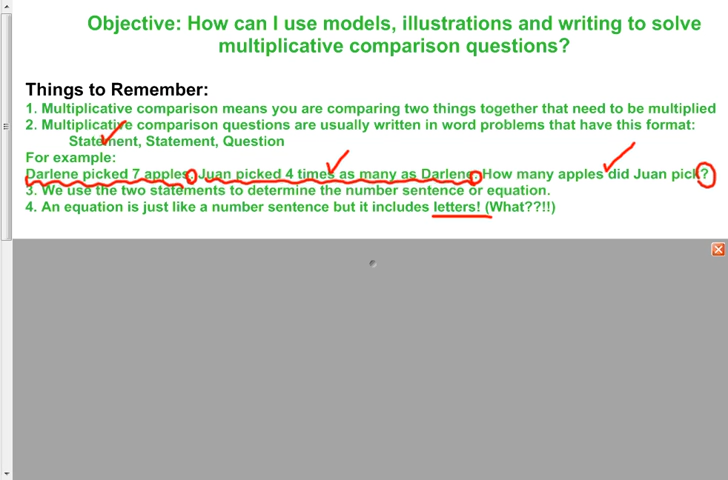 Objective: How can I use models, illustrations and writing to solve
multiplicative comparison questions?
Things to Remember:
1. Multiplicative comparison means you are comparing two things together that need to be multiplied
2. Multiplicative comparison questions are usually written in word problems that have this format:
Statement, Statement, Question
For example:
Darlene picked 7 apples. Juan picked 4 times as many as Darlene. How many apples did Juan pick?
3. We use the two statements to determine the number sentence or equation.
4. An equation is just like a number sentence but it includes letters! (What??!!)